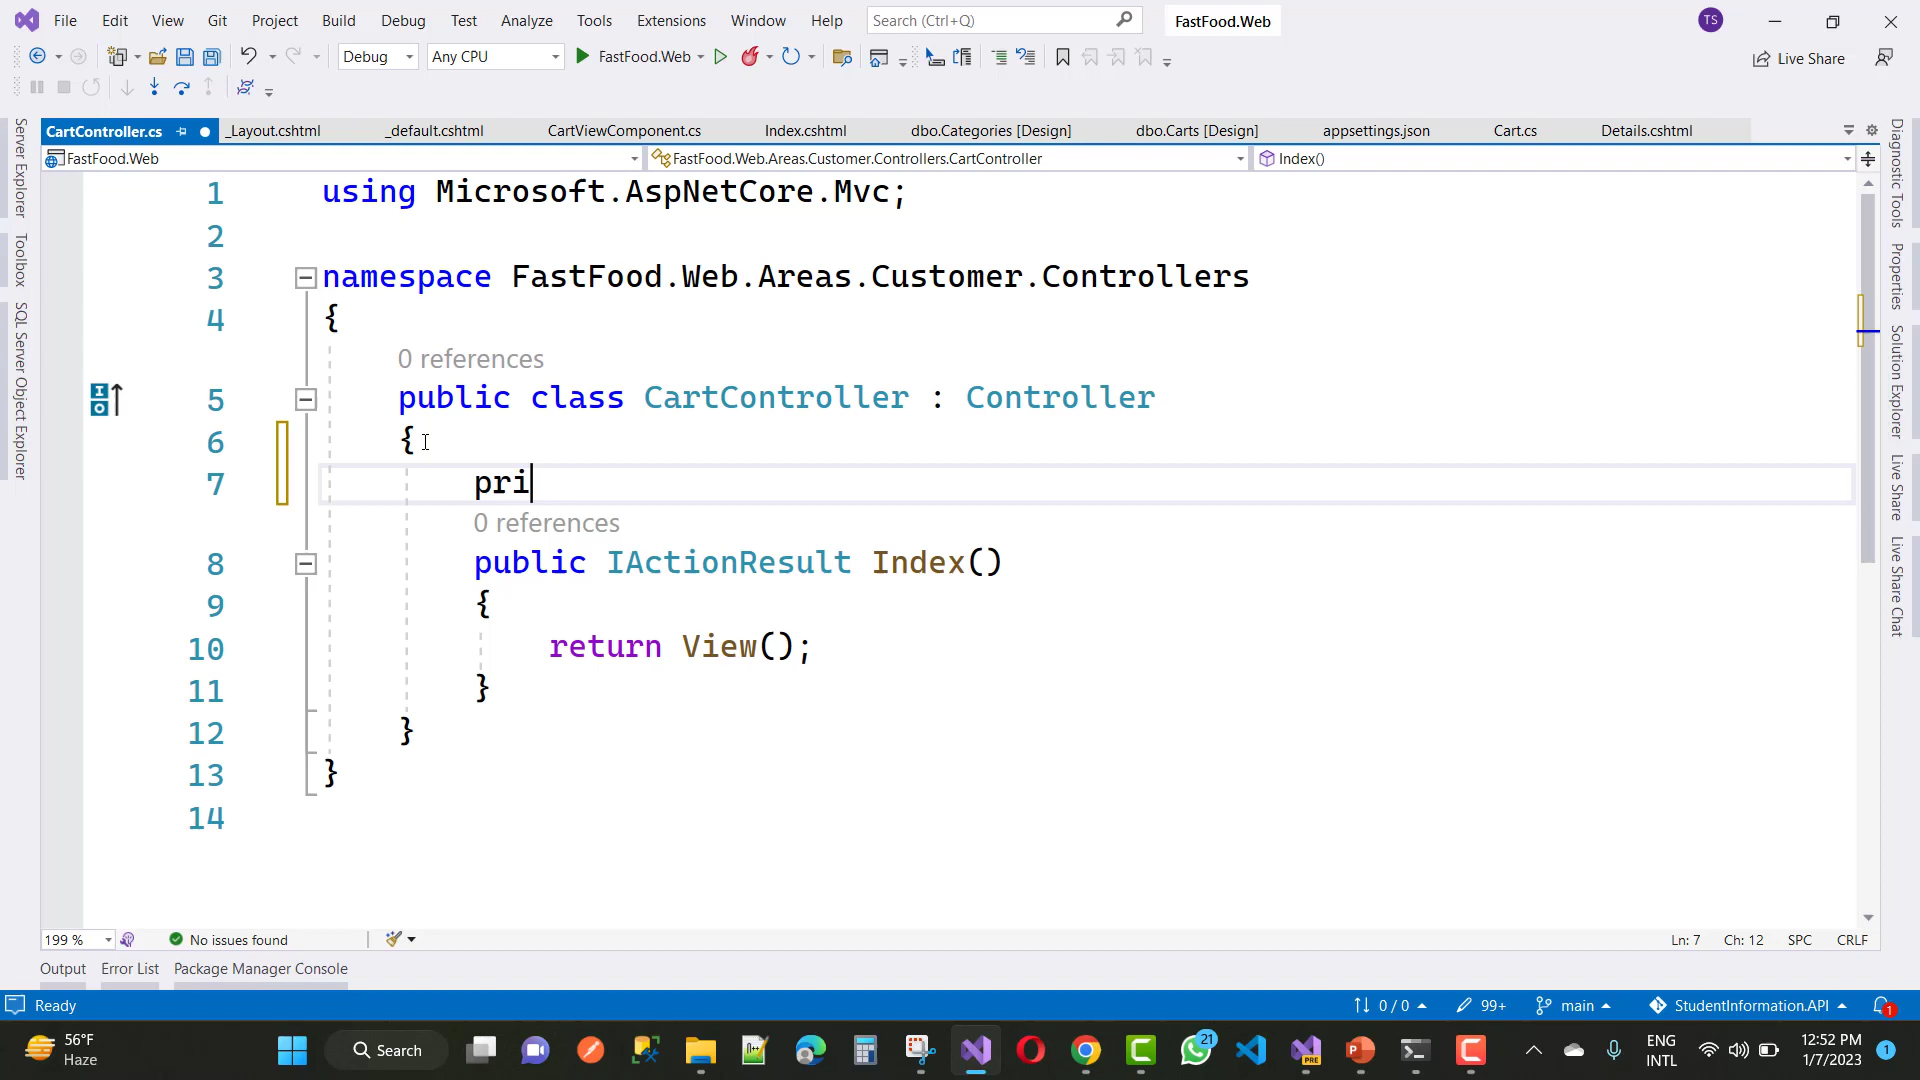 File Edit View Git Project Build Debug Test Analyze Tools Extensions Window Help Search (Ctrl+Q) FastFood.Web TS
Debug Any CPU FastFood.Web Live Share
CartController.cs _Layout.cshtml _default.cshtml CartViewComponent.cs Index.cshtml dbo.Categories [Design] dbo.Carts [Design] appsettings.json Cart.cs Details.cshtml
FastFood.Web FastFood.Web.Areas.Customer.Controllers.CartController Index()
Server Explorer
Toolbox
SQL Server Object Explorer
1 using Microsoft.AspNetCore.Mvc;
2
3 namespace FastFood.Web.Areas.Customer.Controllers
4 {
0 references
5 public class CartController : Controller
6 {
7 pri
0 references
8 public IActionResult Index()
9 {
10 return View();
11 }
12 }
13 }
14
Diagnostic Tools
Properties
Solution Explorer
Live Share
Live Share Chat
199 % No issues found Ln: 7 Ch: 12 SPC CRLF
Output Error List Package Manager Console
Ready 0 / 0 99+ main StudentInformation.API 1
56°F
Haze
Search
21
PRE
ENG
INTL
12:52 PM
1/7/2023
1